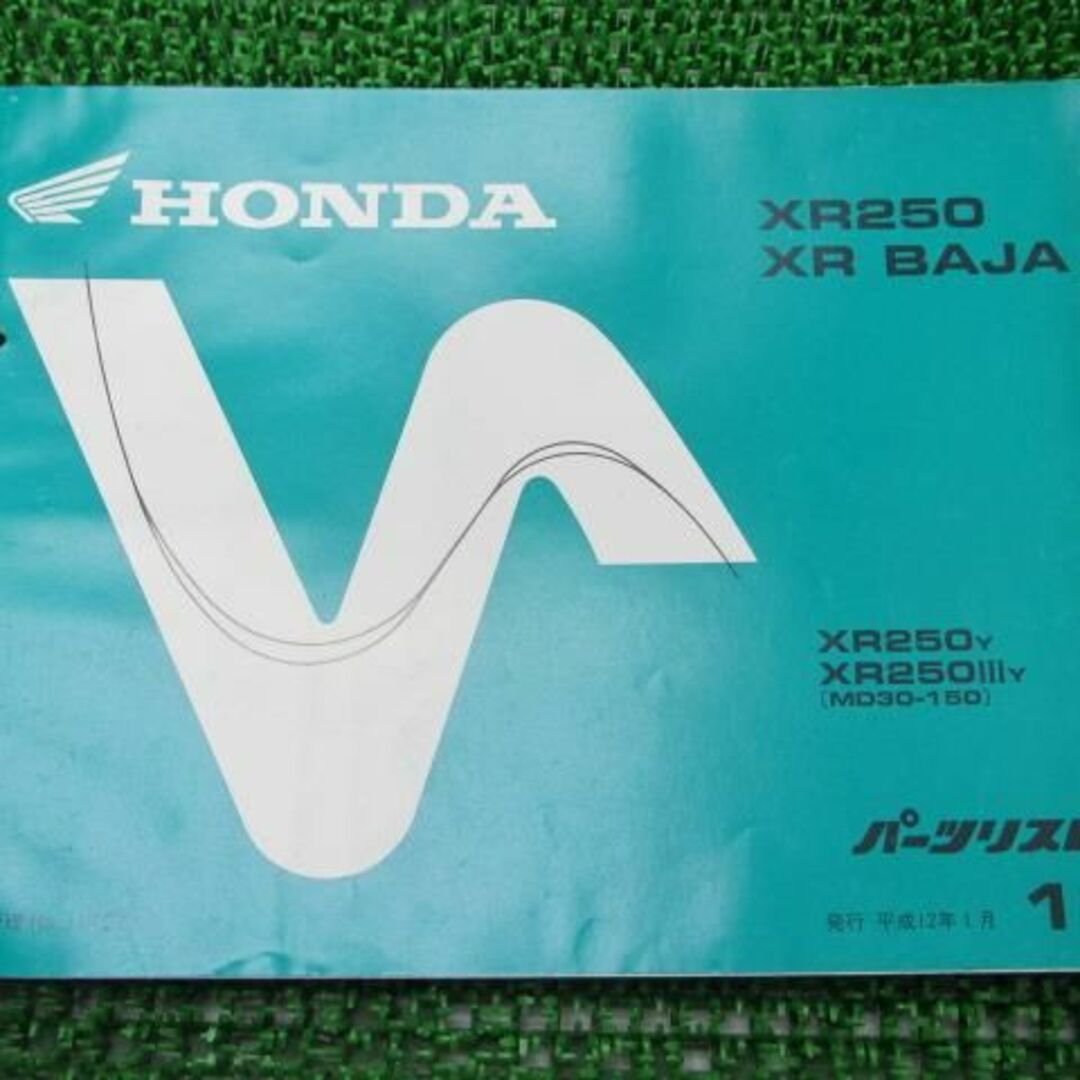 HONDA
XR250
XR BAJA
XR250Y
XR250IIIY
(MD30-150)
パーツリスト
発行 平成12年1月
1